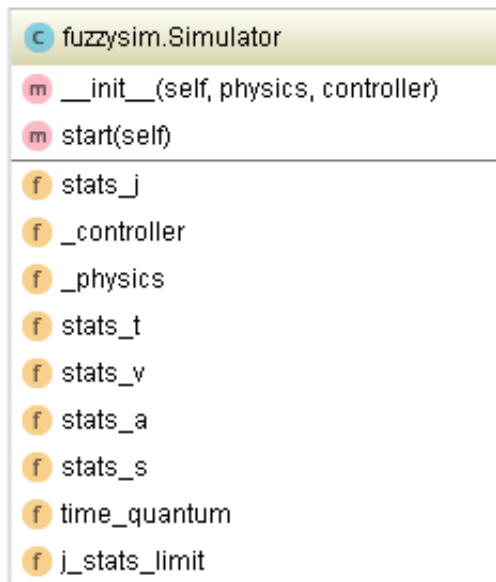 C fuzzysim.Simulator
m __init__(self, physics, controller)
m start(self)
f stats_j
f _controller
f _physics
f stats_t
f stats_v
f stats_a
f stats_s
f time_quantum
f j_stats_limit